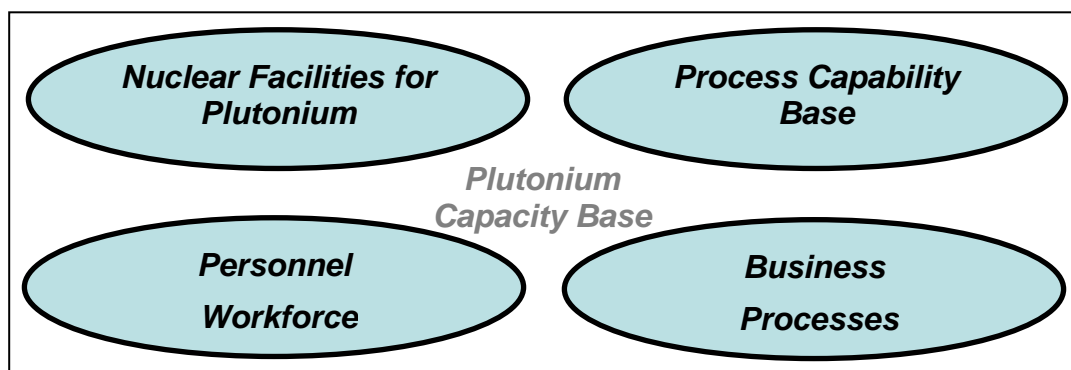 Nuclear Facilities for
Plutonium
Process Capability
Base
Plutonium
Capacity Base
Personnel
Workforce
Business
Processes